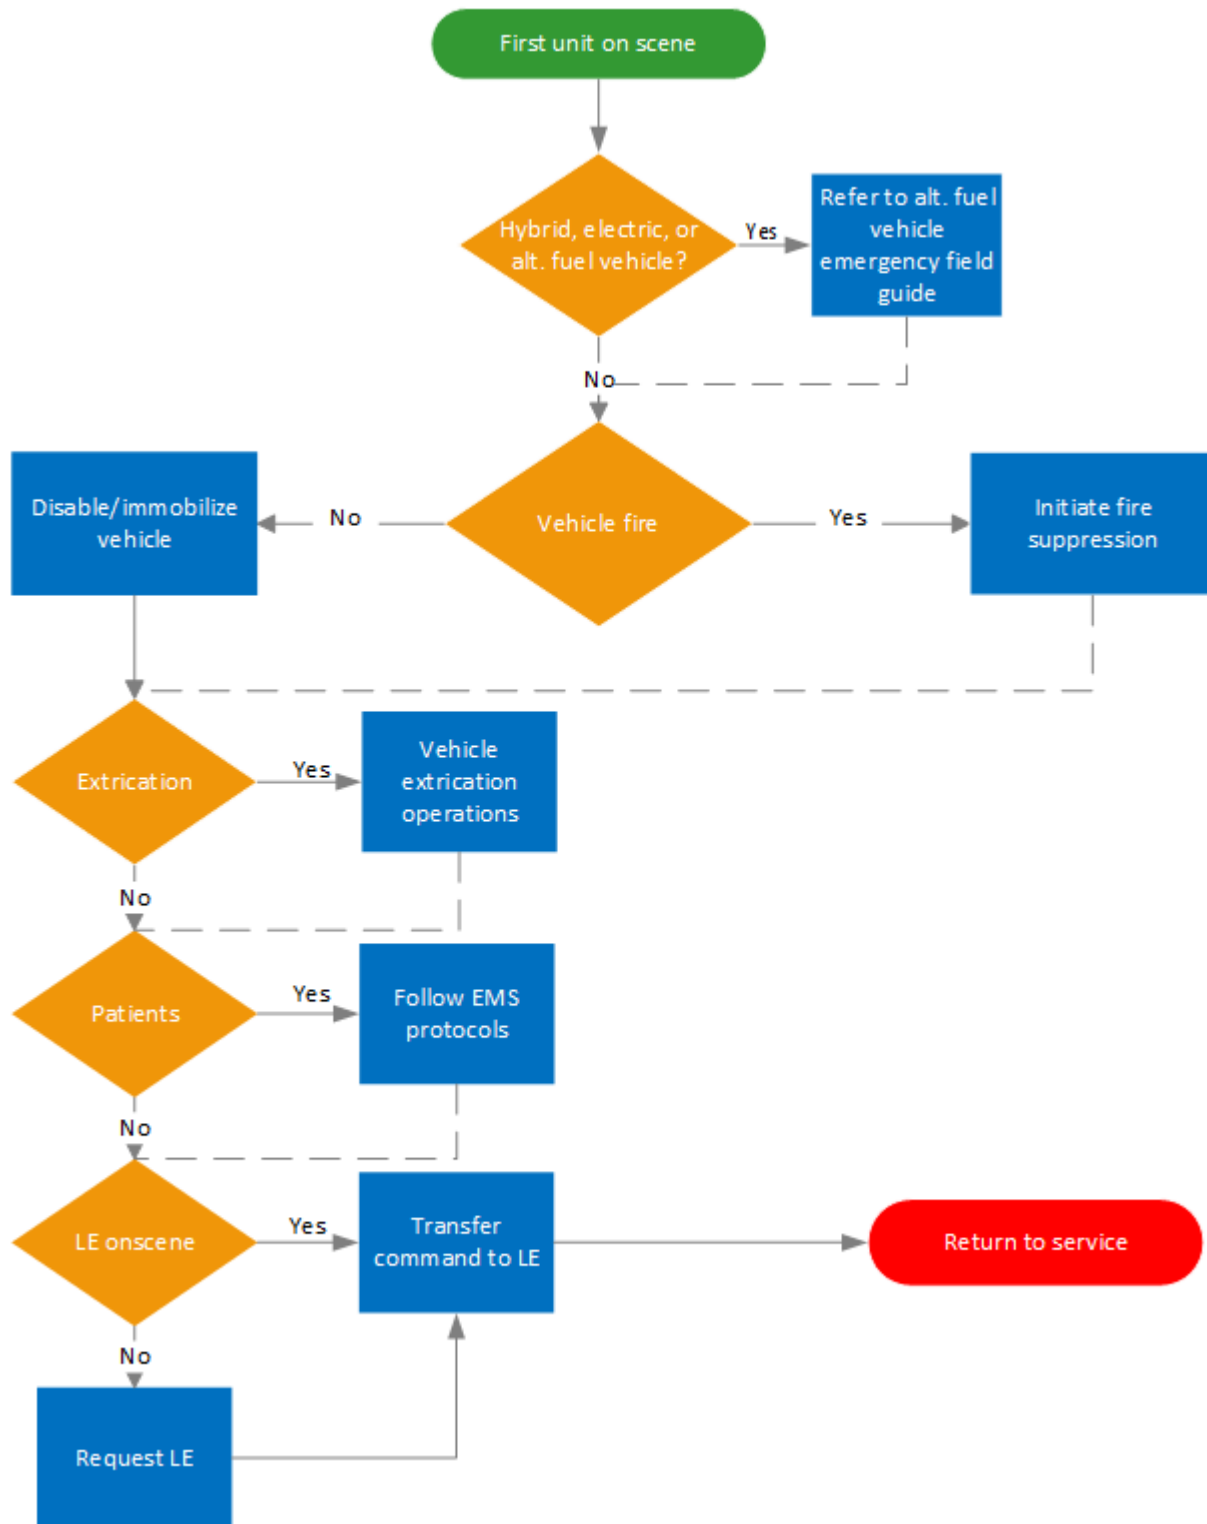 First unit on scene
Hybrid, electric, or
alt. fuel vehicle?
Yes
Refer to alt. fuel
vehicle
emergency field
guide
No
Disable/immobilize
vehicle
No
Vehicle fire
Yes
Initiate fire
suppression
Extrication
Yes
Vehicle
extrication
operations
No
Patients
Yes
Follow EMS
protocols
No
LE onscene
Yes
Transfer
command to LE
Return to service
No
Request LE